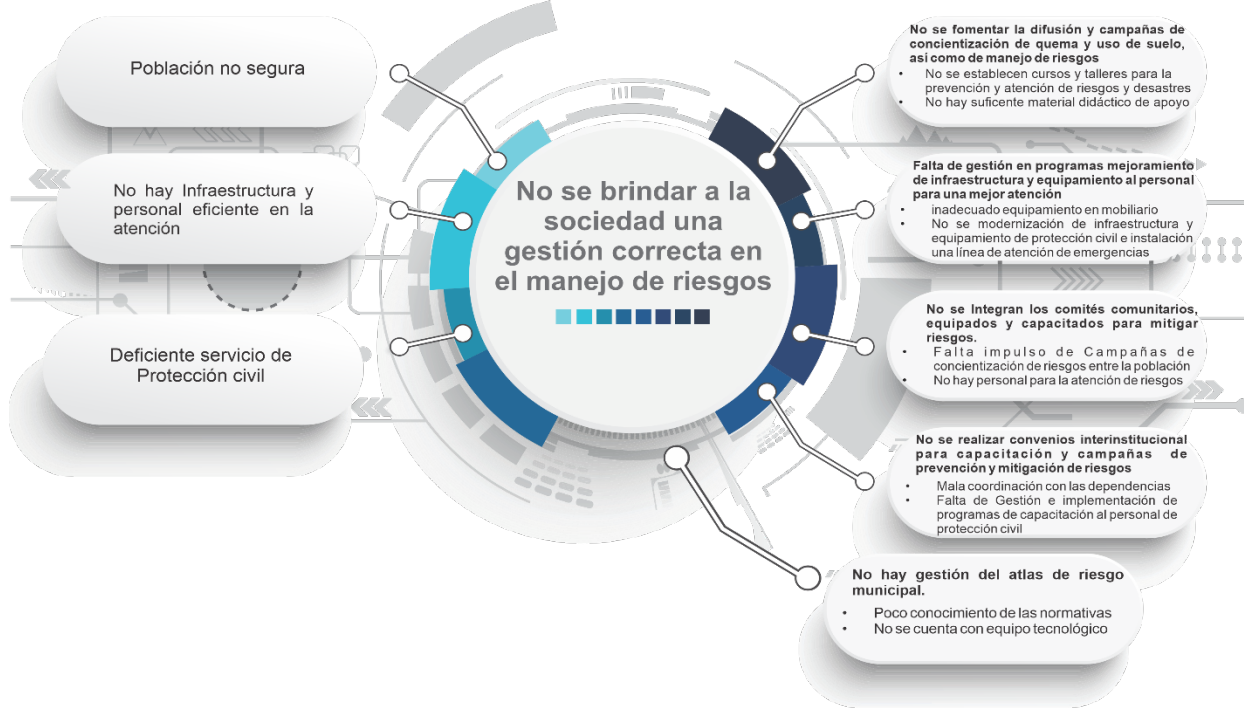 Población no segura
No hay Infraestructura y
personal eficiente en la
atención
Deficiente servicio de
Protección civil
No se brindar a la
sociedad una
gestión correcta en
el manejo de riesgos
No se fomentar la difusión y campañas de
concientización de quema y uso de suelo,
asi como de manejo de riesgos
• No se establecen cursos y talleres para la
prevención y atención de riesgos y desastres
• No hay suficente material didáctico de apoyo
Falta de gestión en programas mejoramiento
de infraestructura y equipamiento al personal
para una mejor atención
• inadecuado equipamiento en mobiliario
• No se modernización de infraestructura y
equipamiento de protección civil e instalación
una línea de atención de emergencias
No se Integran los comités comunitarios,
equipados y capacitados para mitigar
riesgos.
• Falta impulso de Campañas de
concientización de riesgos entre la población
• No hay personal para la atención de riesgos
No se realizar convenios interinstitucional
para capacitación y campañas de
prevención y mitigación de riesgos
• Mala coordinación con las dependencias
• Falta de Gestión e implementación de
programas de capacitación al personal de
protección civil
No hay gestión del atlas de riesgo
municipal.
• Poco conocimiento de las normativas
• No se cuenta con equipo tecnológico